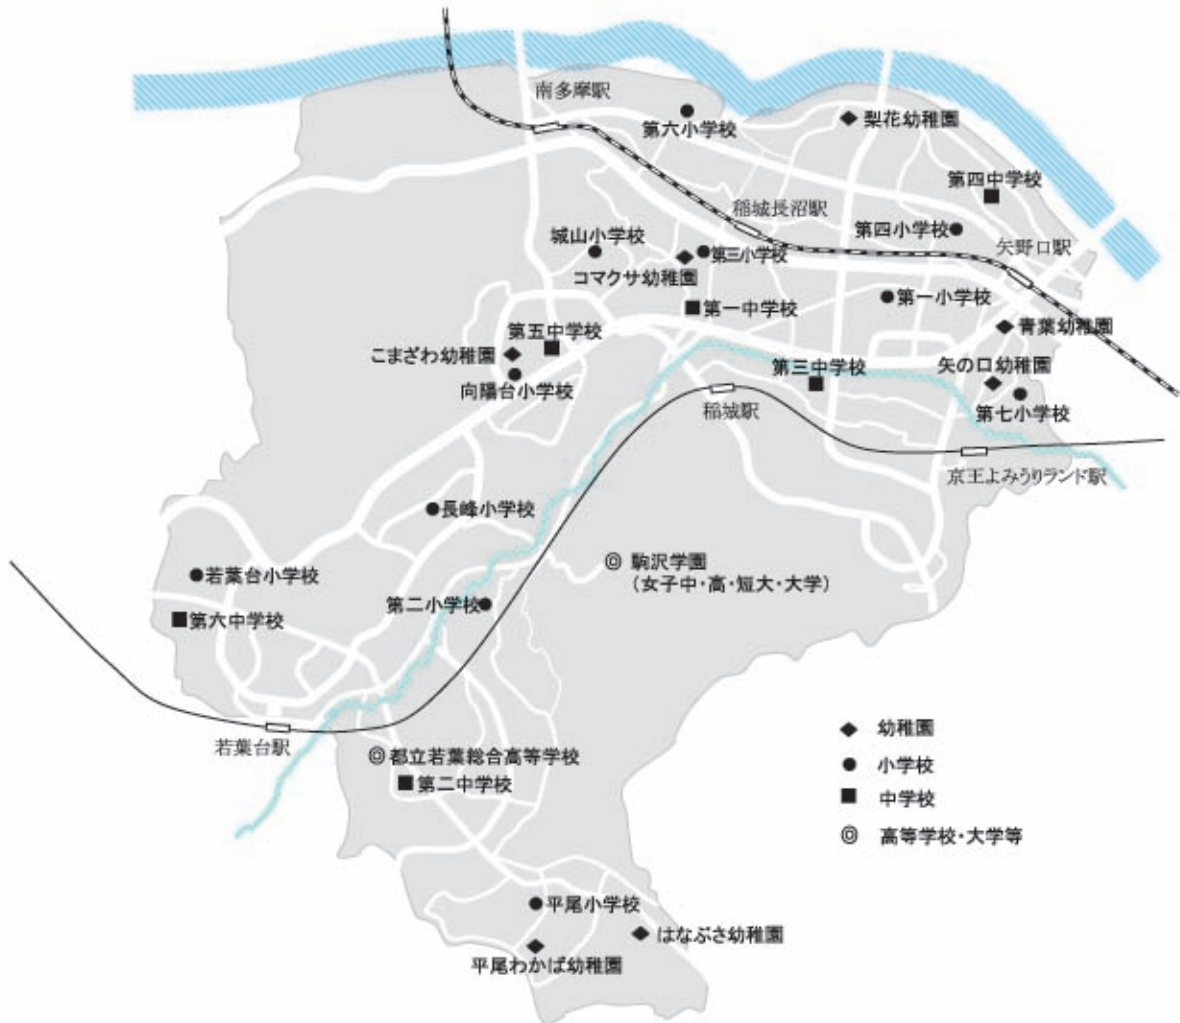 南多摩駅
第六小学校
梨花幼稚園
第四中学校
稲城長沼駅
第四小学校
城山小学校
矢野口駅
第三小学校
コマクサ幼稚園
第一小学校
第一中学校
第五中学校
青葉幼稚園
こまざわ幼稚園
矢の口幼稚園
第三中学校
向陽台小学校
稲城駅
第七小学校
京王よみうりランド駅
長峰小学校
駒沢学園
(女子中・高・短大・大学)
若葉台小学校
第二小学校
第六中学校
若葉台駅
都立若葉総合高等学校
第二中学校
幼稚園
小学校
中学校
高等学校・大学等
平尾小学校
はなぶさ幼稚園
平尾わかば幼稚園